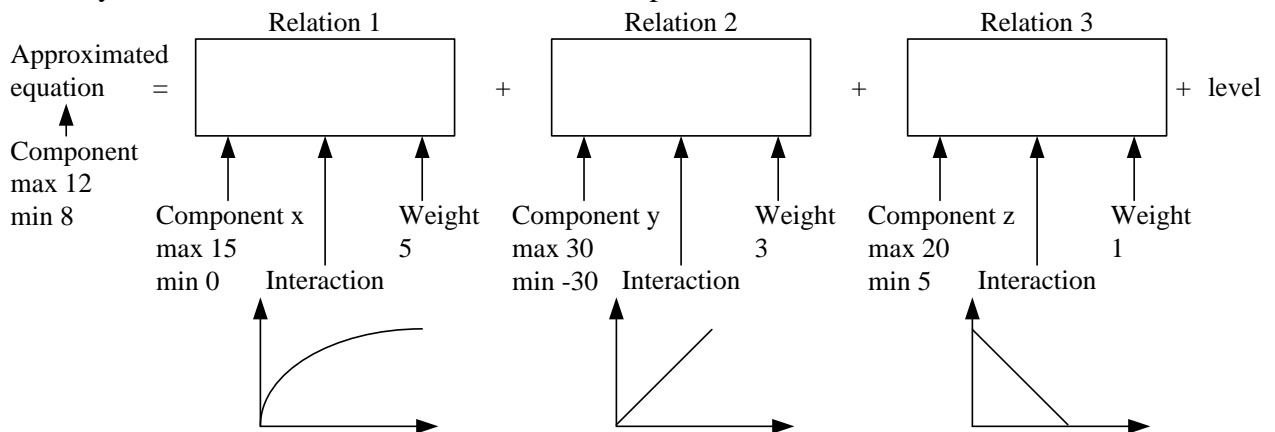 Relation 1
Relation 2
Relation 3
Approximated
equation = + + + level
Component
max 12
min 8
Component x
max 15
min 0
Weight
5
Interaction
Component y
max 30
min -30
Weight
3
Interaction
Component z
max 20
min 5
Weight
1
Interaction